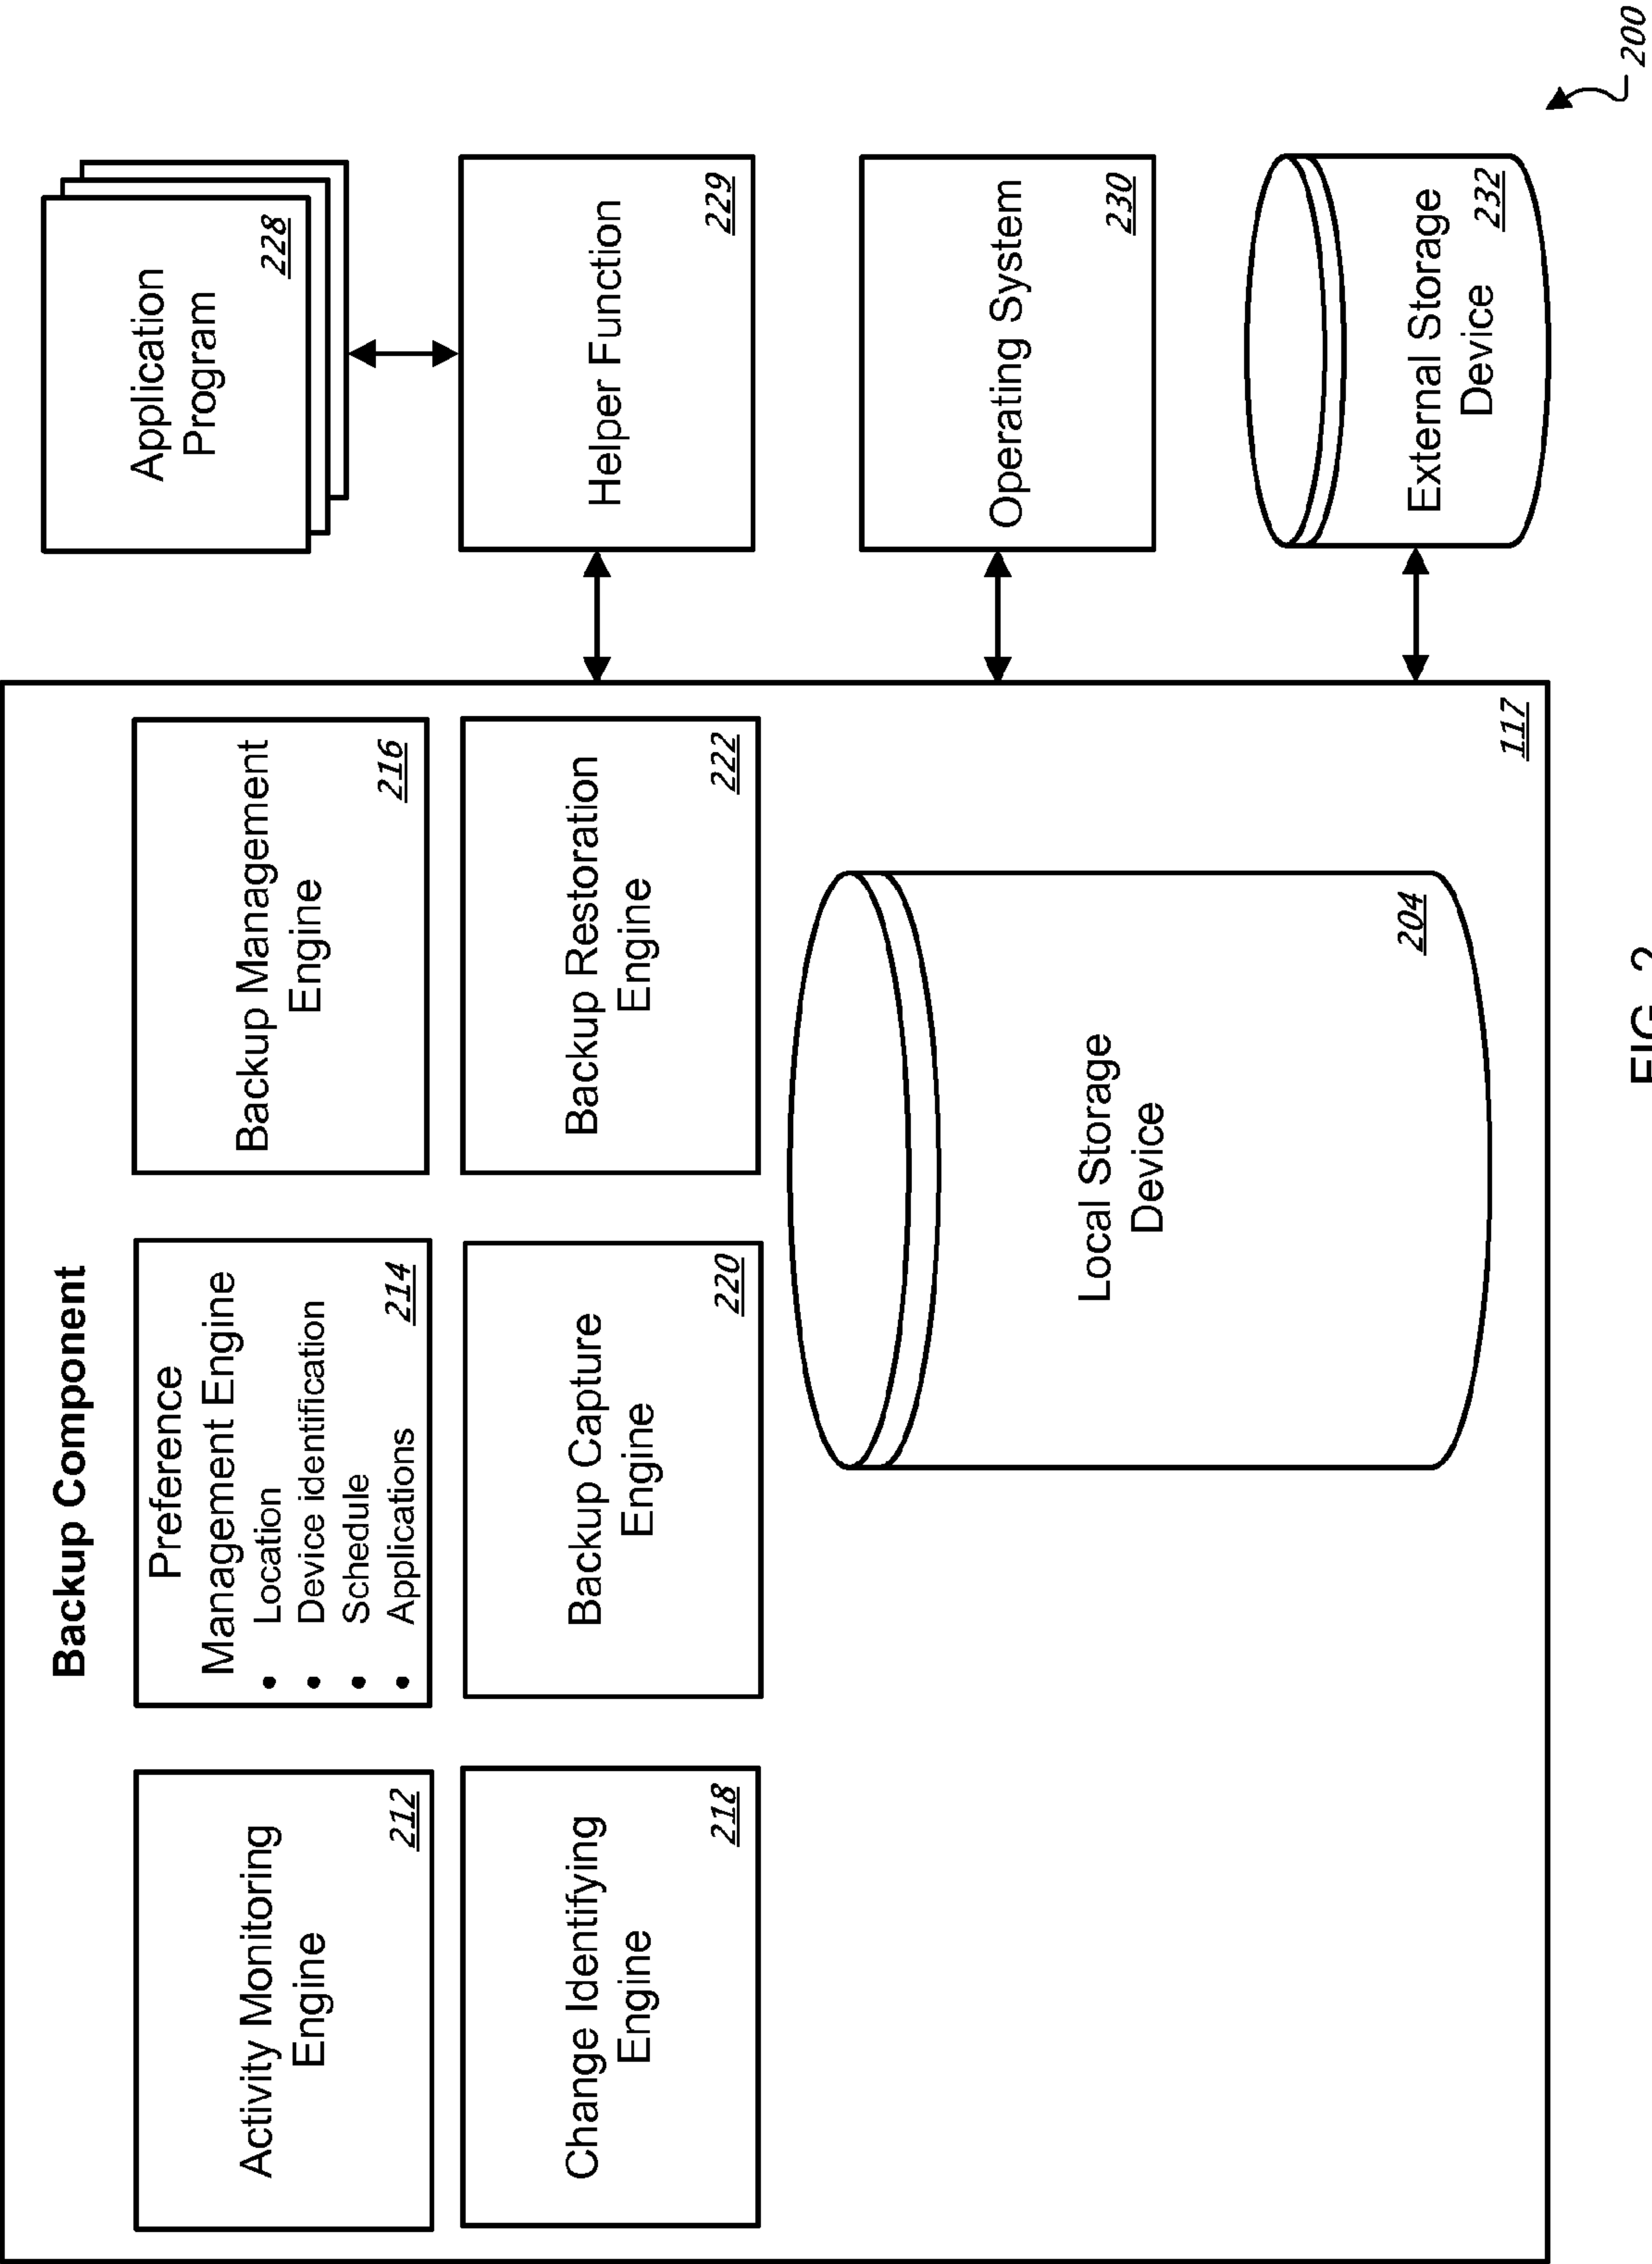 Backup Component
Activity Monitoring
Engine
212
Preference
Management Engine
• Location
• Device identification
• Schedule
• Applications
214
Backup Management
Engine
216
Change Identifying
Engine
218
Backup Capture
Engine
220
Backup Restoration
Engine
222
Local Storage
Device
204
117
Application
Program
228
Helper Function
229
Operating System
230
External Storage
Device
232
200
FIG. 2